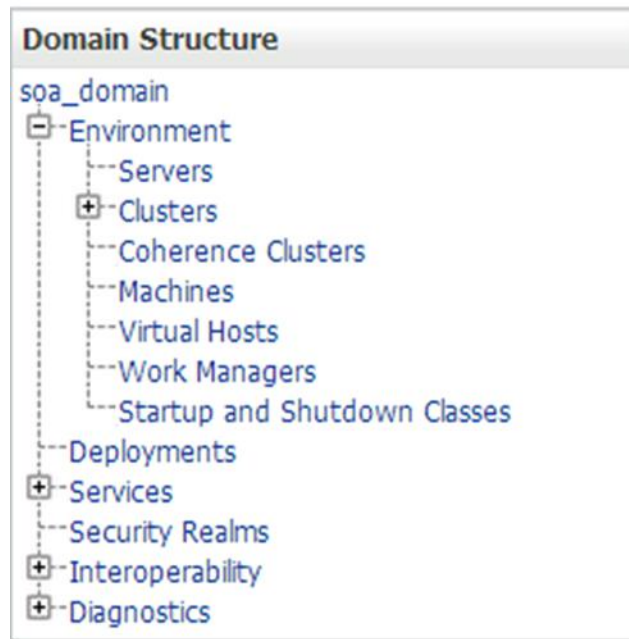 Domain Structure
soa_domain
Environment
Servers
Clusters
Coherence Clusters
Machines
Virtual Hosts
Work Managers
Startup and Shutdown Classes
Deployments
Services
Security Realms
Interoperability
Diagnostics